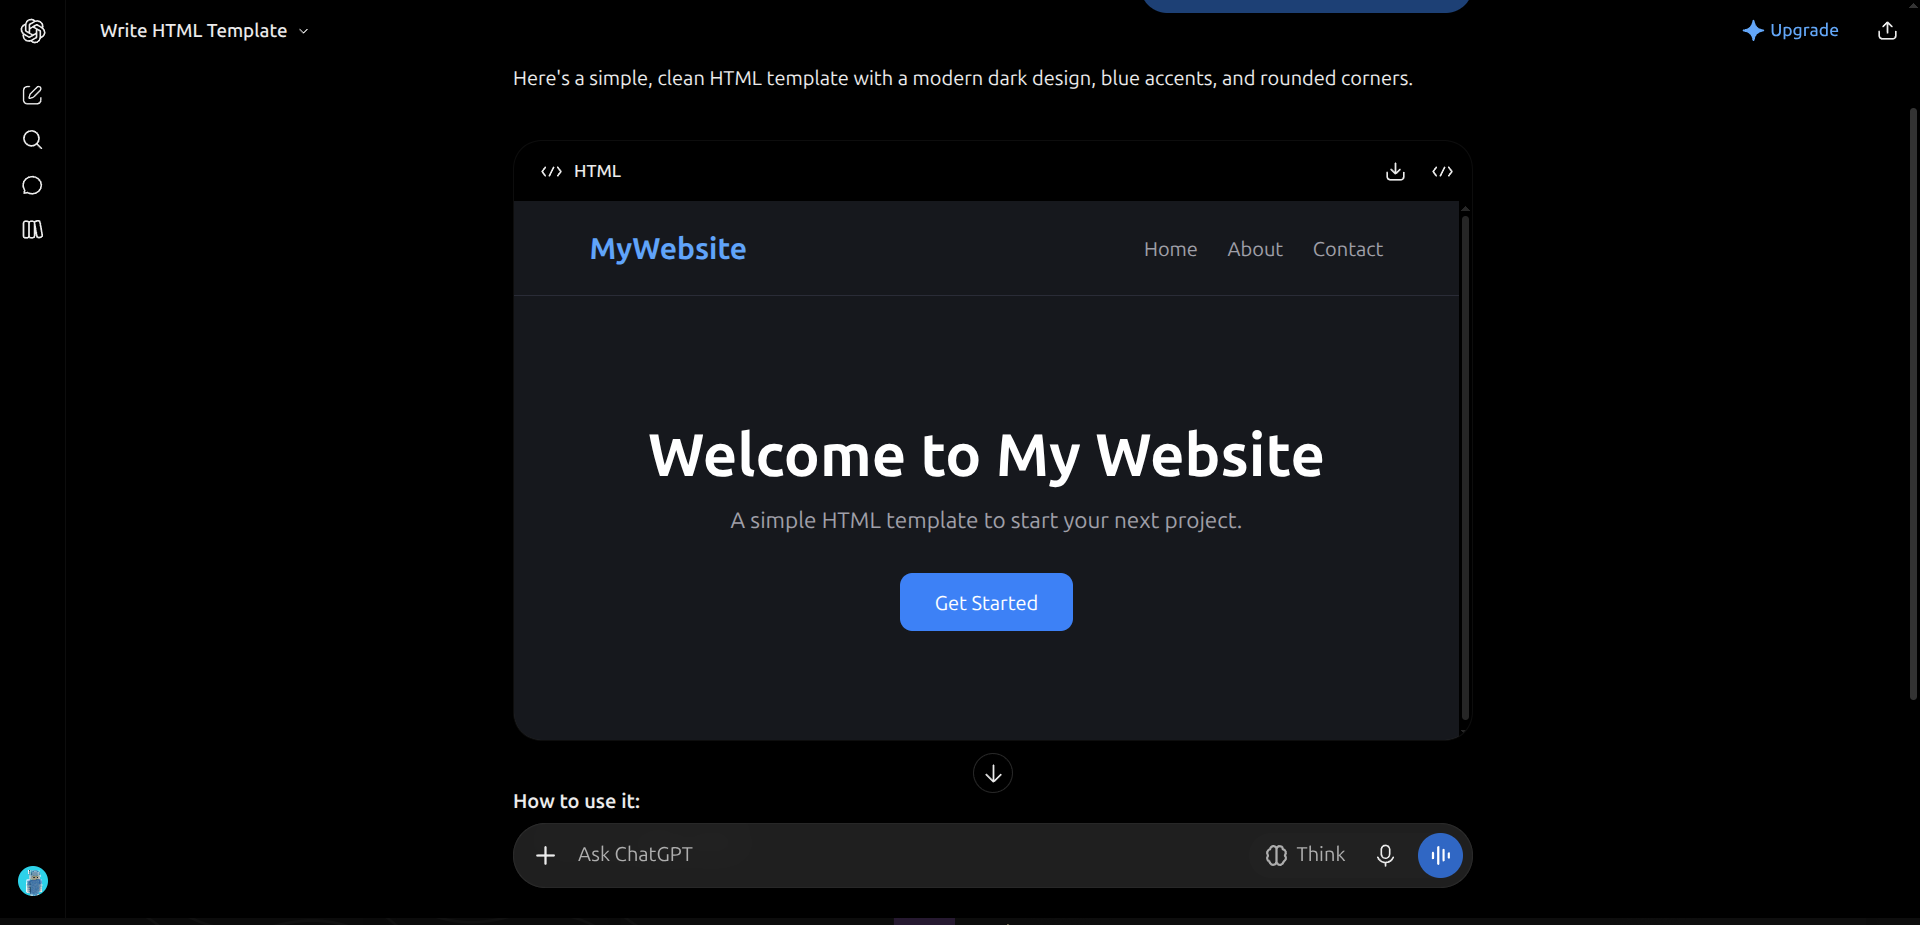 Write HTML Template
Upgrade
Here's a simple, clean HTML template with a modern dark design, blue accents, and rounded corners.
HTML
MyWebsite
Home About Contact
Welcome to My Website
A simple HTML template to start your next project.
Get Started
How to use it:
Ask ChatGPT
Think